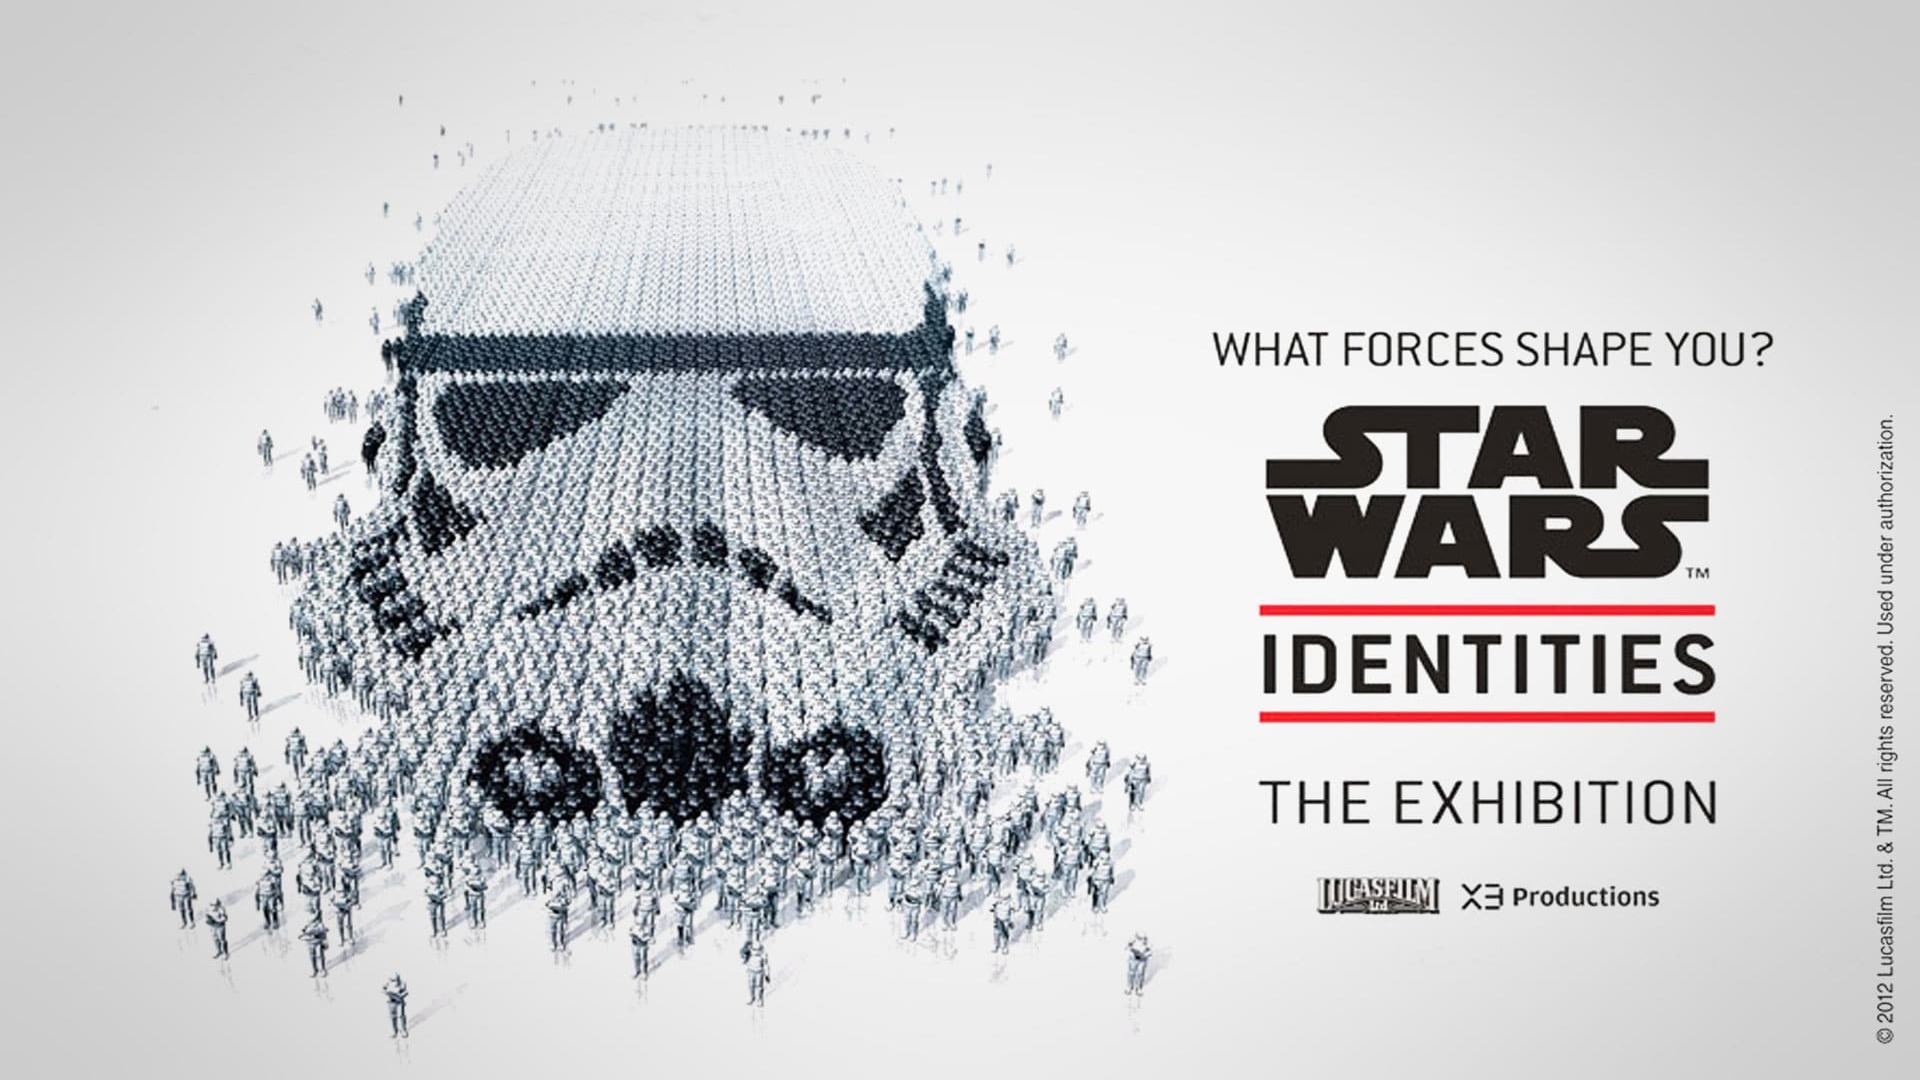 WHAT FORCES SHAPE YOU?
STAR
WARS™
IDENTITIES
THE EXHIBITION
LUCASFILM
Ltd
X3 Productions
© 2012 Lucasfilm Ltd. & TM. All rights reserved. Used under authorization.